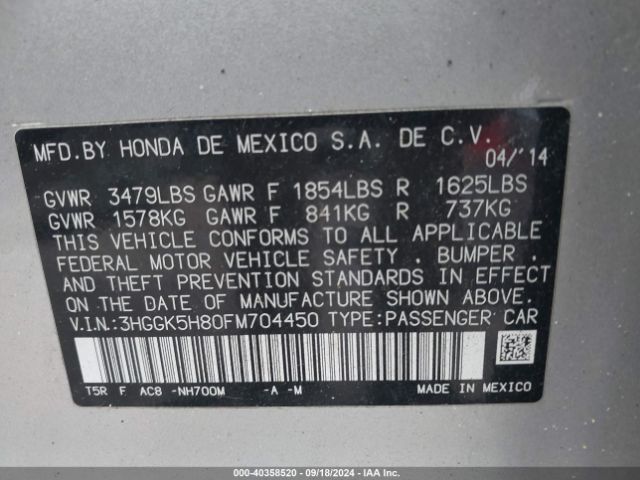 MFD.BY HONDA DE MEXICO S.A. DE C.V.
04/'14
GVWR 3479LBS GAWR F 1854LBS R 1625LBS
GVWR 1578KG GAWR F 841KG R 737KG
THIS VEHICLE CONFORMS TO ALL APPLICABLE
FEDERAL MOTOR VEHICLE SAFETY , BUMPER ,
AND THEFT PREVENTION STANDARDS IN EFFECT
ON THE DATE OF MANUFACTURE SHOWN ABOVE.
V.I.N.:3HGGK5H80FM704450 TYPE:PASSENGER CAR
T5R F AC8 -NH700M -A -M MADE IN MEXICO
000-40358520 - 09/18/2024 - IAA Inc.